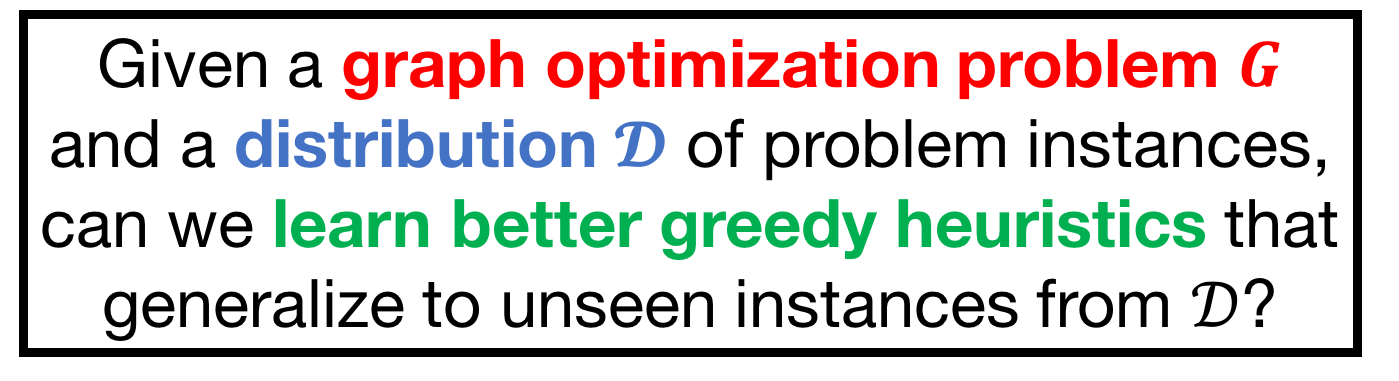 Given a graph optimization problem G
and a distribution 𝒟 of problem instances,
can we learn better greedy heuristics that
generalize to unseen instances from 𝒟?